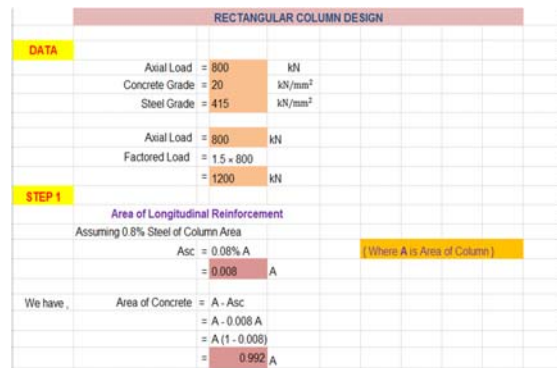 RECTANGULAR COLUMN DESIGN
DATA
Axial Load = 800 kN
Concrete Grade = 20 kN/mm²
Steel Grade = 415 kN/mm²
Axial Load = 800 kN
Factored Load = 1.5 × 800
= 1200 kN
STEP 1
Area of Longitudinal Reinforcement
Assuming 0.8% Steel of Column Area
Asc = 0.08% A (Where A is Area of Column)
= 0.008 A
We have, Area of Concrete = A - Asc
= A - 0.008 A
= A (1 - 0.008)
= 0.992 A